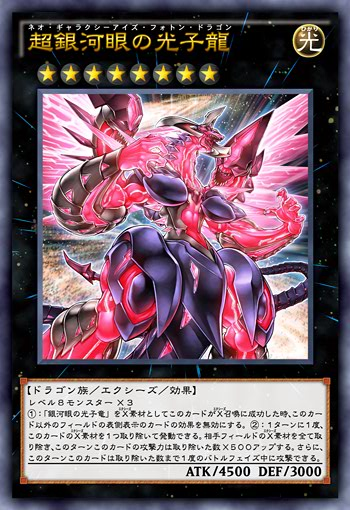 ネオ・ギャラクシーアイズ・フォトン・ドラゴン
超銀河眼の光子龍
ひかり
光
【ドラゴン族/エクシーズ/効果】
レベル8モンスター×3
①:「銀河眼の光子竜」をX素材としてこのカードがX召喚に成功した時、このカー
ド以外のフィールドの表側表示のカードの効果を無効にする。②:1ターンに1度、
このカードのX素材を1つ取り除いて発動できる。相手フィールドのX素材を全て取
り除き、このターンこのカードの攻撃力は取り除いた数×500アップする。さらに、
このターンこのカードは取り除いた数まで1度のバトルフェイズ中に攻撃できる。
ATK/4500 DEF/3000